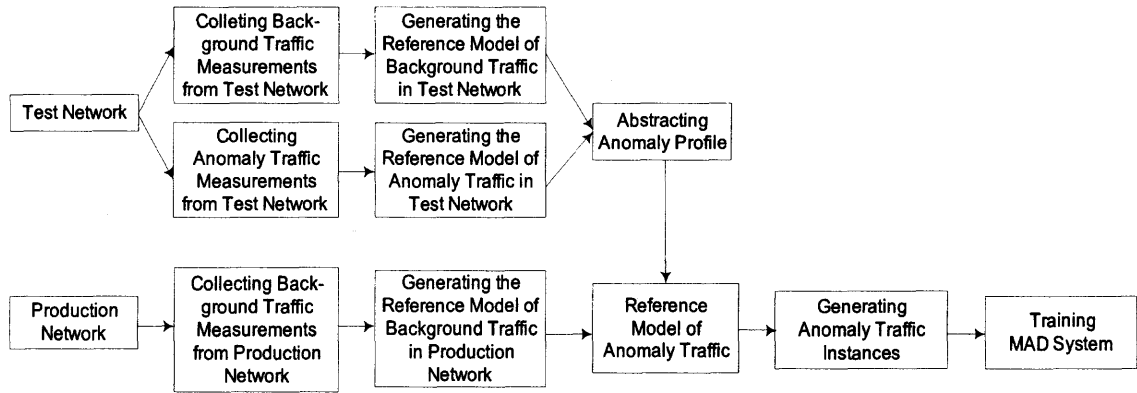 Colleting Back-
ground Traffic
Measurements
from Test Network
Generating the
Reference Model of
Background Traffic
in Test Network
Test Network
Abstracting
Anomaly Profile
Collecting
Anomaly Traffic
Measurements
from Test Network
Generating the
Reference Model of
Anomaly Traffic in
Test Network
Production
Network
Collecting Back-
ground Traffic
Measurements
from Production
Network
Generating the
Reference Model of
Background Traffic
in Production
Network
Reference
Model of
Anomaly Traffic
Generating
Anomaly Traffic
Instances
Training
MAD System